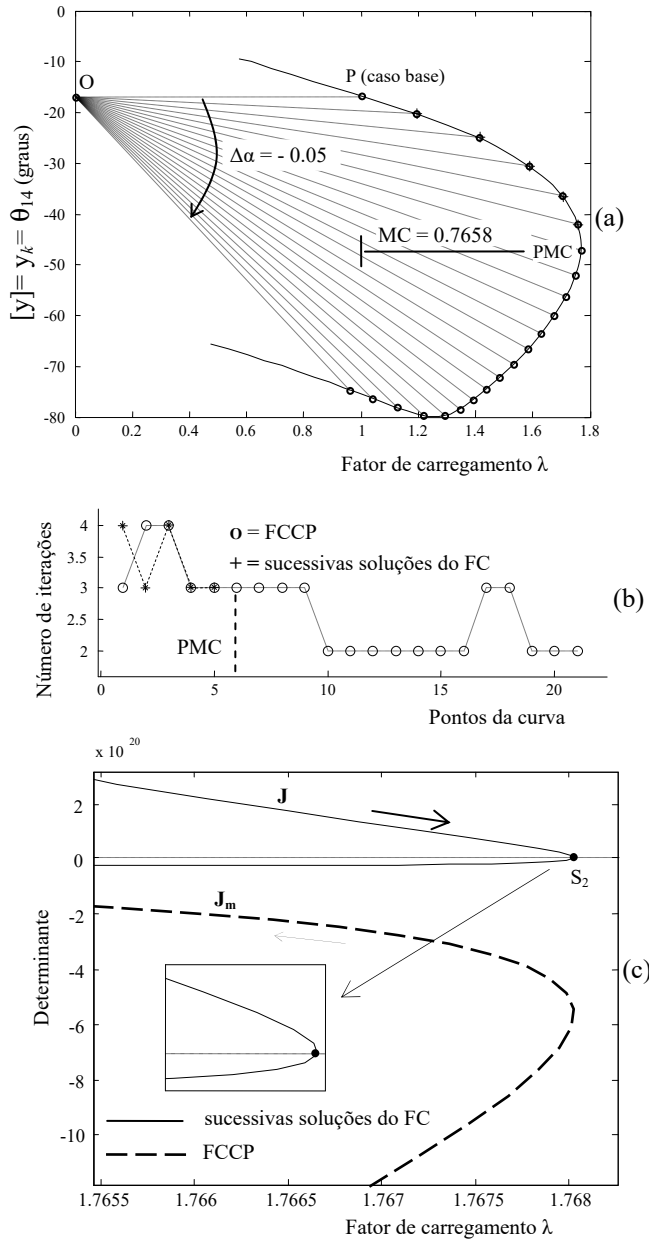 0
-10
-20
-30
-40
-50
-60
-70
-80
[y]= yₖ= θ₁₄ (graus)
O
P (caso base)
Δα = - 0.05
MC = 0.7658
PMC
(a)
0 0.2 0.4 0.6 0.8 1 1.2 1.4 1.6 1.8
Fator de carregamento λ
Número de iterações
4
3.5
3
2.5
2
o = FCCP
+ = sucessivas soluções do FC
PMC
(b)
0 5 10 15 20
Pontos da curva
x 10 ²⁰
Determinante
2
0
-2
-4
-6
-8
-10
J
S₂
Jₘ
(c)
sucessivas soluções do FC
FCCP
1.7655 1.766 1.7665 1.767 1.7675 1.768
Fator de carregamento λ